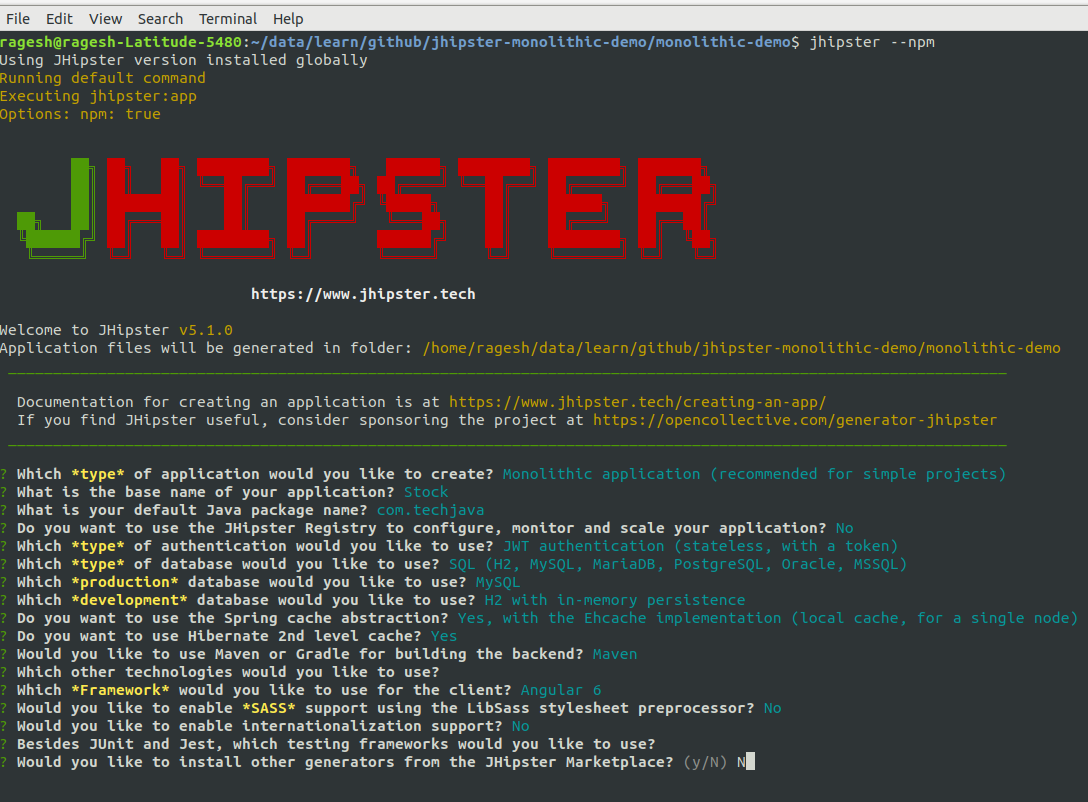 File Edit View Search Terminal Help
ragesh@ragesh-Latitude-5480:~/data/learn/github/jhipster-monolithic-demo/monolithic-demo$ jhipster --npm
Using JHipster version installed globally
Running default command
Executing jhipster:app
Options: npm: true
JHIPSTER
https://www.jhipster.tech
Welcome to JHipster v5.1.0
Application files will be generated in folder: /home/ragesh/data/learn/github/jhipster-monolithic-demo/monolithic-demo
Documentation for creating an application is at https://www.jhipster.tech/creating-an-app/
If you find JHipster useful, consider sponsoring the project at https://opencollective.com/generator-jhipster
? Which *type* of application would you like to create? Monolithic application (recommended for simple projects)
? What is the base name of your application? Stock
? What is your default Java package name? com.techjava
? Do you want to use the JHipster Registry to configure, monitor and scale your application? No
? Which *type* of authentication would you like to use? JWT authentication (stateless, with a token)
? Which *type* of database would you like to use? SQL (H2, MySQL, MariaDB, PostgreSQL, Oracle, MSSQL)
? Which *production* database would you like to use? MySQL
? Which *development* database would you like to use? H2 with in-memory persistence
? Do you want to use the Spring cache abstraction? Yes, with the Ehcache implementation (local cache, for a single node)
? Do you want to use Hibernate 2nd level cache? Yes
? Would you like to use Maven or Gradle for building the backend? Maven
? Which other technologies would you like to use?
? Which *Framework* would you like to use for the client? Angular 6
? Would you like to enable *SASS* support using the LibSass stylesheet preprocessor? No
? Would you like to enable internationalization support? No
? Besides JUnit and Jest, which testing frameworks would you like to use?
? Would you like to install other generators from the JHipster Marketplace? (y/N) N